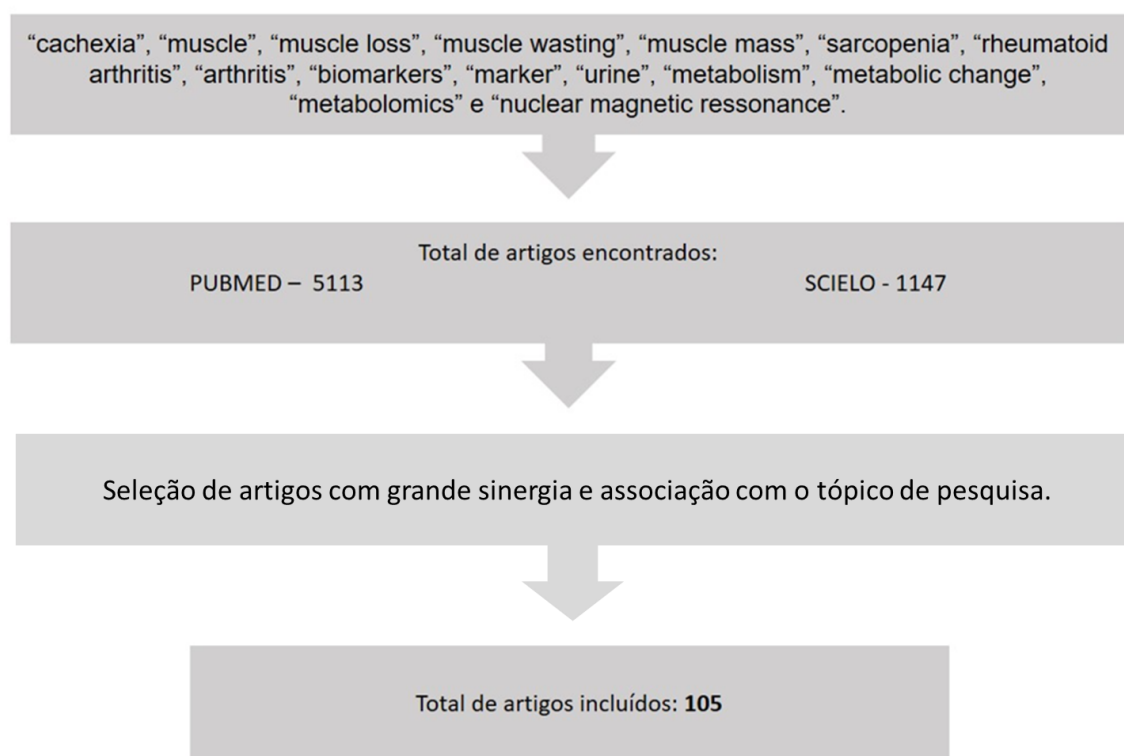 “cachexia”, “muscle”, “muscle loss”, “muscle wasting”, “muscle mass”, “sarcopenia”, “rheumatoid
arthritis”, “arthritis”, “biomarkers”, “marker”, “urine”, “metabolism”, “metabolic change”,
“metabolomics” e “nuclear magnetic ressonance”.
Total de artigos encontrados:
PUBMED – 5113 SCIELO - 1147
Seleção de artigos com grande sinergia e associação com o tópico de pesquisa.
Total de artigos incluídos: 105